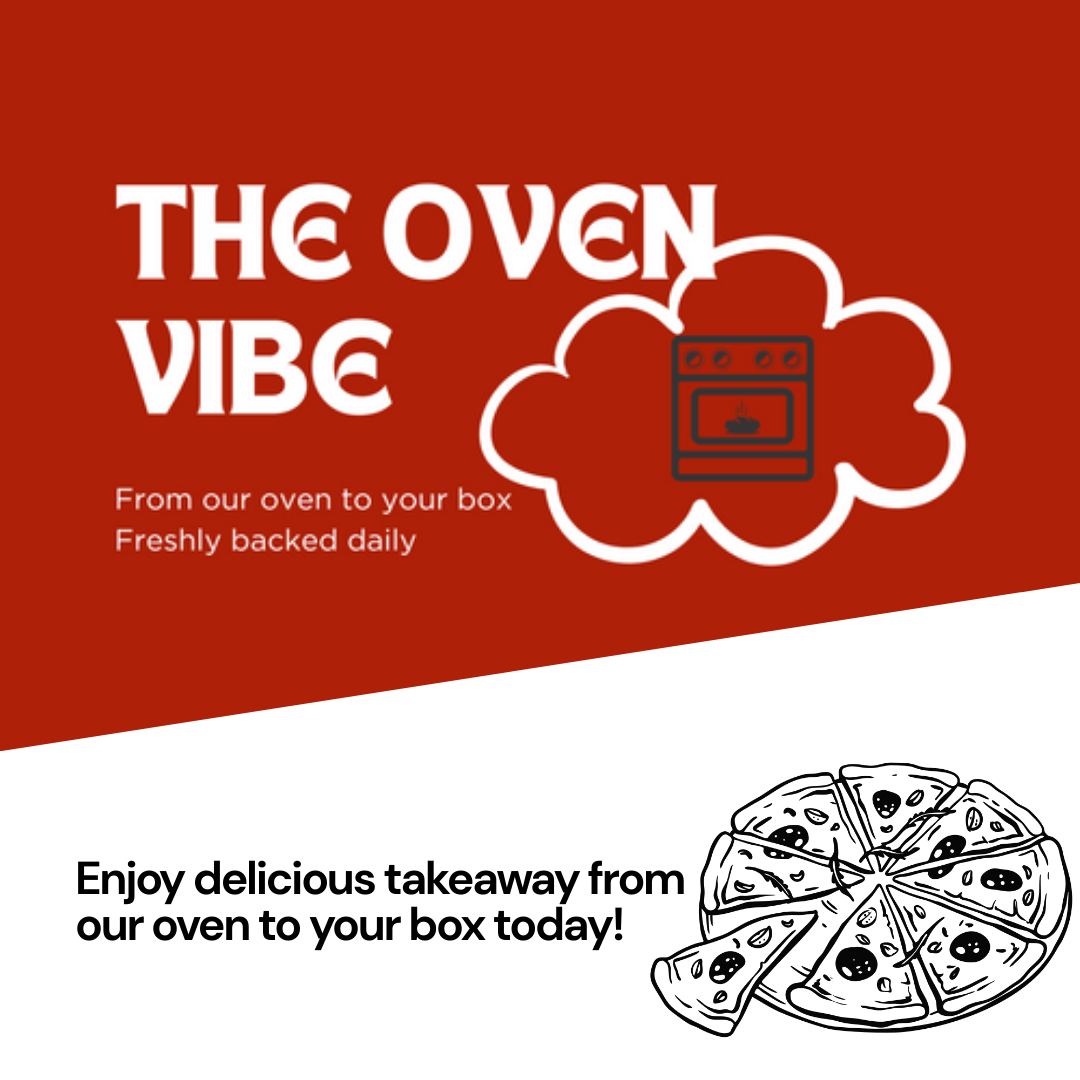 THE OVEN
VIBE
From our oven to your box
Freshly backed daily
Enjoy delicious takeaway from
our oven to your box today!